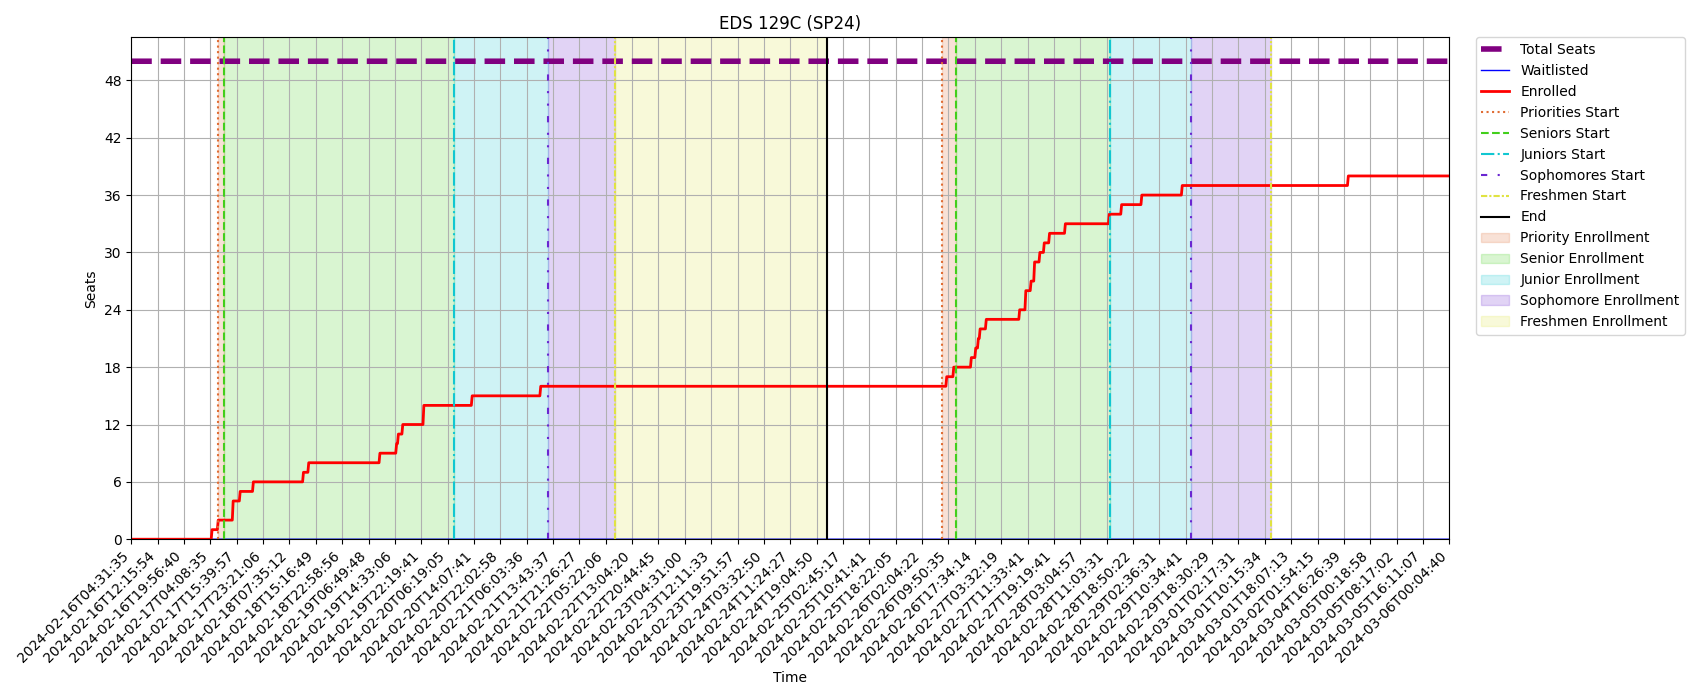 EDS 129C (SP24)
Seats
48
42
36
30
24
18
12
6
0
2024-02-16T04:31:35
2024-02-16T12:15:54
2024-02-16T19:56:40
2024-02-17T04:08:35
2024-02-17T15:39:57
2024-02-17T23:21:06
2024-02-18T07:35:12
2024-02-18T15:16:49
2024-02-18T22:58:56
2024-02-19T06:49:48
2024-02-19T14:33:06
2024-02-19T22:19:41
2024-02-20T06:19:05
2024-02-20T14:07:41
2024-02-20T22:02:58
2024-02-21T06:03:36
2024-02-21T13:43:37
2024-02-21T21:26:27
2024-02-22T05:22:06
2024-02-22T13:04:20
2024-02-22T20:44:45
2024-02-23T04:31:00
2024-02-23T12:11:33
2024-02-23T19:51:57
2024-02-24T03:32:50
2024-02-24T11:24:27
2024-02-24T19:04:50
2024-02-25T02:45:17
2024-02-25T10:41:41
2024-02-25T18:22:05
2024-02-26T02:04:22
2024-02-26T09:50:35
2024-02-26T17:34:14
2024-02-27T03:32:19
2024-02-27T11:33:41
2024-02-27T19:19:41
2024-02-28T03:04:57
2024-02-28T11:03:31
2024-02-28T18:50:22
2024-02-29T02:36:31
2024-02-29T10:34:41
2024-02-29T18:30:29
2024-03-01T02:17:31
2024-03-01T10:15:34
2024-03-01T18:07:13
2024-03-02T01:54:15
2024-03-04T16:26:39
2024-03-05T00:18:58
2024-03-05T08:17:02
2024-03-05T16:11:07
2024-03-06T00:04:40
Time
Total Seats
Waitlisted
Enrolled
Priorities Start
Seniors Start
Juniors Start
Sophomores Start
Freshmen Start
End
Priority Enrollment
Senior Enrollment
Junior Enrollment
Sophomore Enrollment
Freshmen Enrollment